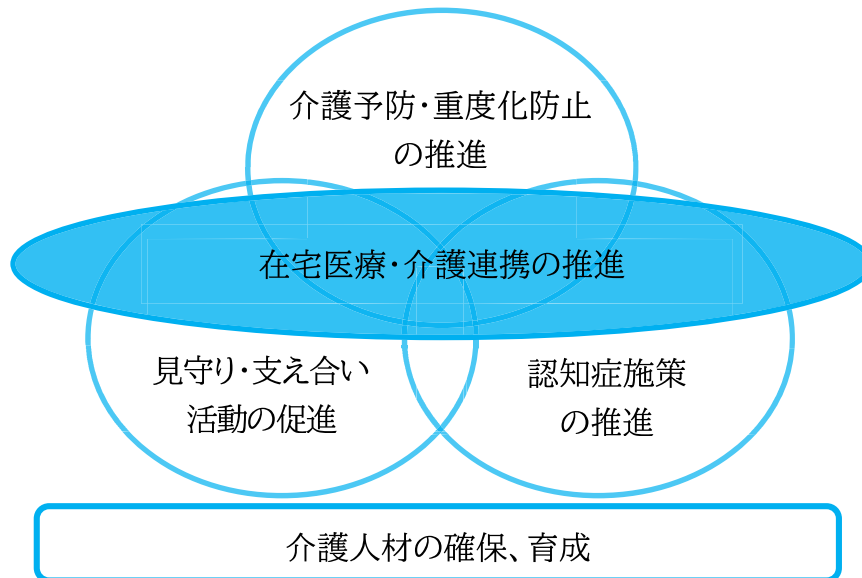 介護予防・重度化防止
の推進
在宅医療・介護連携の推進
見守り・支え合い
活動の促進
認知症施策
の推進
介護人材の確保、育成